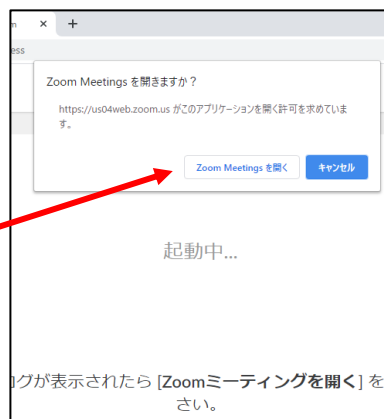 ess
Zoom Meetings を開きますか？
https://us04web.zoom.us がこのアプリケーションを開く許可を求めていま
す。
Zoom Meetings を開く キャンセル
起動中...
グが表示されたら [Zoomミーティングを開く] を
さい。